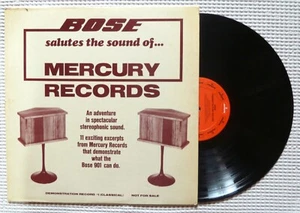 BOSE
salutes the sound of...
MERCURY
RECORDS
An adventure
in spectacular
stereophonic sound.
11 exciting excerpts
from Mercury Records
that demonstrate
what the
Bose 901 can do.
DEMONSTRATION RECORD (CLASSICAL) NOT FOR SALE